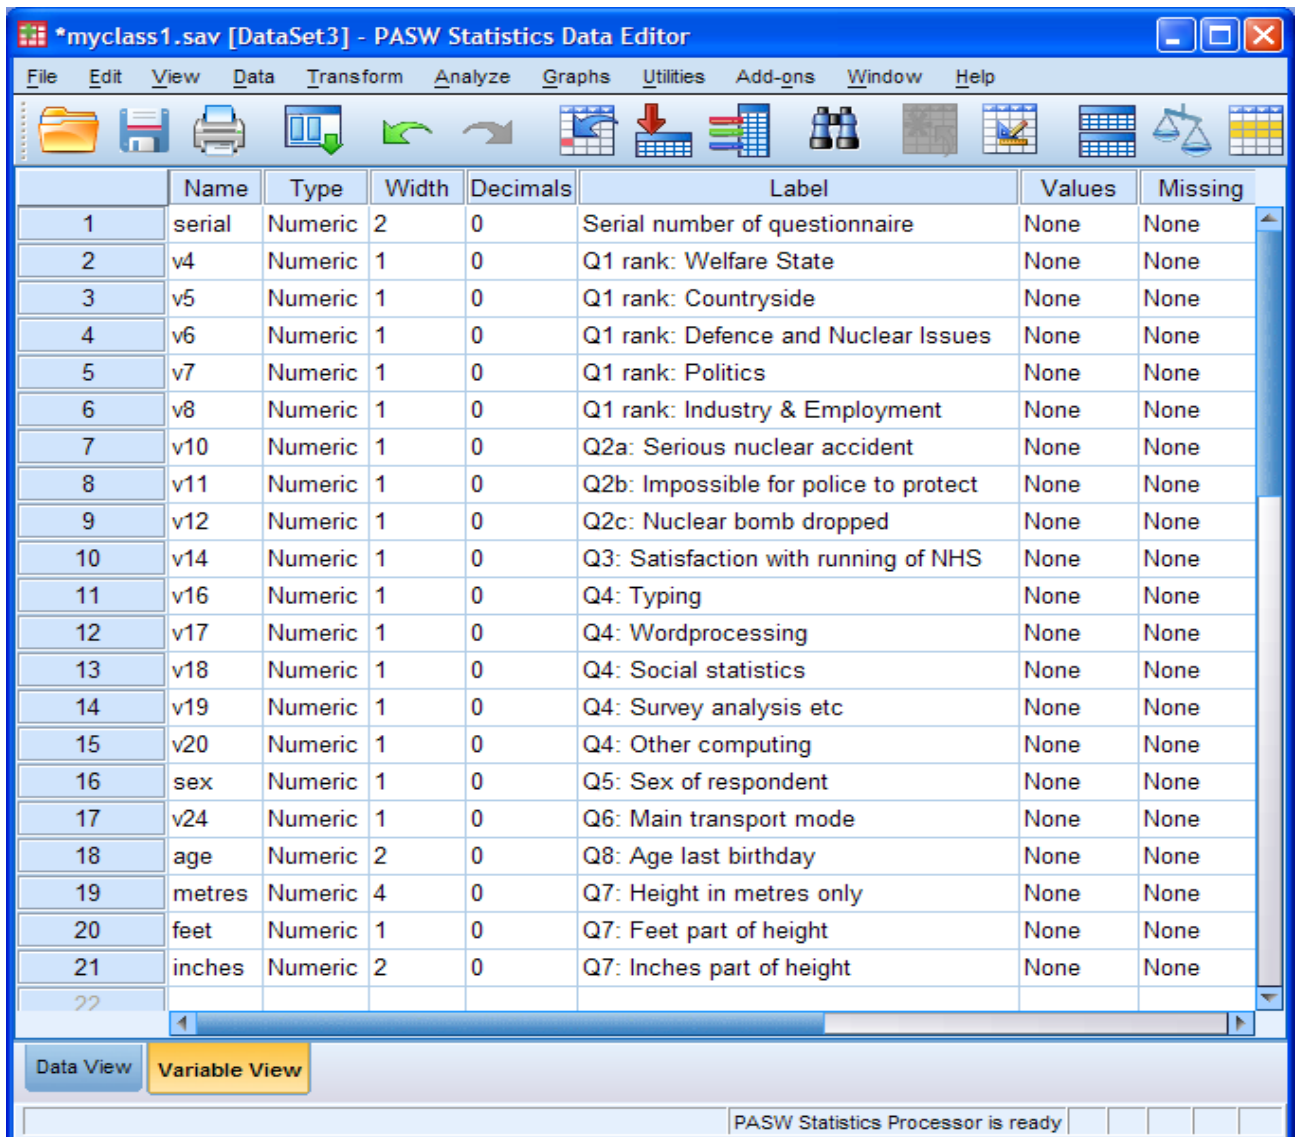 *myclass1.sav [DataSet3] - PASW Statistics Data Editor
File Edit View Data Transform Analyze Graphs Utilities Add-ons Window Help
Name Type Width Decimals Label Values Missing
1 serial Numeric 2 0 Serial number of questionnaire None None
2 v4 Numeric 1 0 Q1 rank: Welfare State None None
3 v5 Numeric 1 0 Q1 rank: Countryside None None
4 v6 Numeric 1 0 Q1 rank: Defence and Nuclear Issues None None
5 v7 Numeric 1 0 Q1 rank: Politics None None
6 v8 Numeric 1 0 Q1 rank: Industry & Employment None None
7 v10 Numeric 1 0 Q2a: Serious nuclear accident None None
8 v11 Numeric 1 0 Q2b: Impossible for police to protect None None
9 v12 Numeric 1 0 Q2c: Nuclear bomb dropped None None
10 v14 Numeric 1 0 Q3: Satisfaction with running of NHS None None
11 v16 Numeric 1 0 Q4: Typing None None
12 v17 Numeric 1 0 Q4: Wordprocessing None None
13 v18 Numeric 1 0 Q4: Social statistics None None
14 v19 Numeric 1 0 Q4: Survey analysis etc None None
15 v20 Numeric 1 0 Q4: Other computing None None
16 sex Numeric 1 0 Q5: Sex of respondent None None
17 v24 Numeric 1 0 Q6: Main transport mode None None
18 age Numeric 2 0 Q8: Age last birthday None None
19 metres Numeric 4 0 Q7: Height in metres only None None
20 feet Numeric 1 0 Q7: Feet part of height None None
21 inches Numeric 2 0 Q7: Inches part of height None None
22
Data View Variable View
PASW Statistics Processor is ready